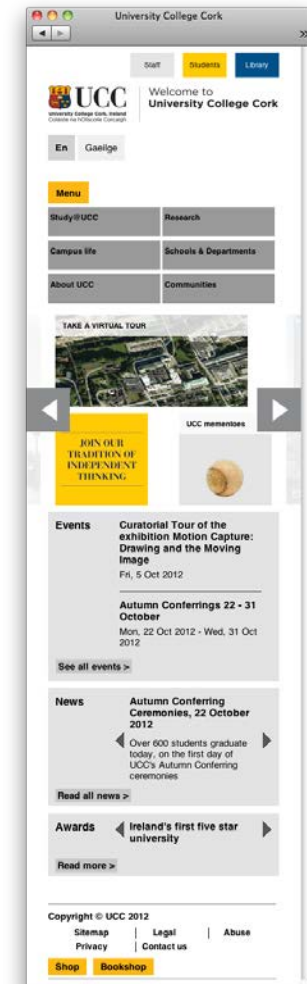 University College Cork
»
Staff
Students
Library
UCC
University College Cork, Ireland
Coláiste na hOllscoile Corcaigh
Welcome to
University College Cork
En
Gaeilge
Menu
Study@UCC
Research
Campus life
Schools & Departments
About UCC
Communities
TAKE A VIRTUAL TOUR
JOIN OUR
TRADITION OF
INDEPENDENT
THINKING
UCC mementoes
Events
Curatorial Tour of the
exhibition Motion Capture:
Drawing and the Moving
Image
Fri, 5 Oct 2012
Autumn Conferrings 22 - 31
October
Mon, 22 Oct 2012 - Wed, 31 Oct
2012
See all events >
News
Autumn Conferring
Ceremonies, 22 October
2012
Over 600 students graduate
today, on the first day of
UCC's Autumn Conferring
ceremonies
Read all news >
Awards
Ireland's first five star
university
Read more >
Copyright © UCC 2012
Sitemap | Legal | Abuse
Privacy | Contact us
Shop
Bookshop